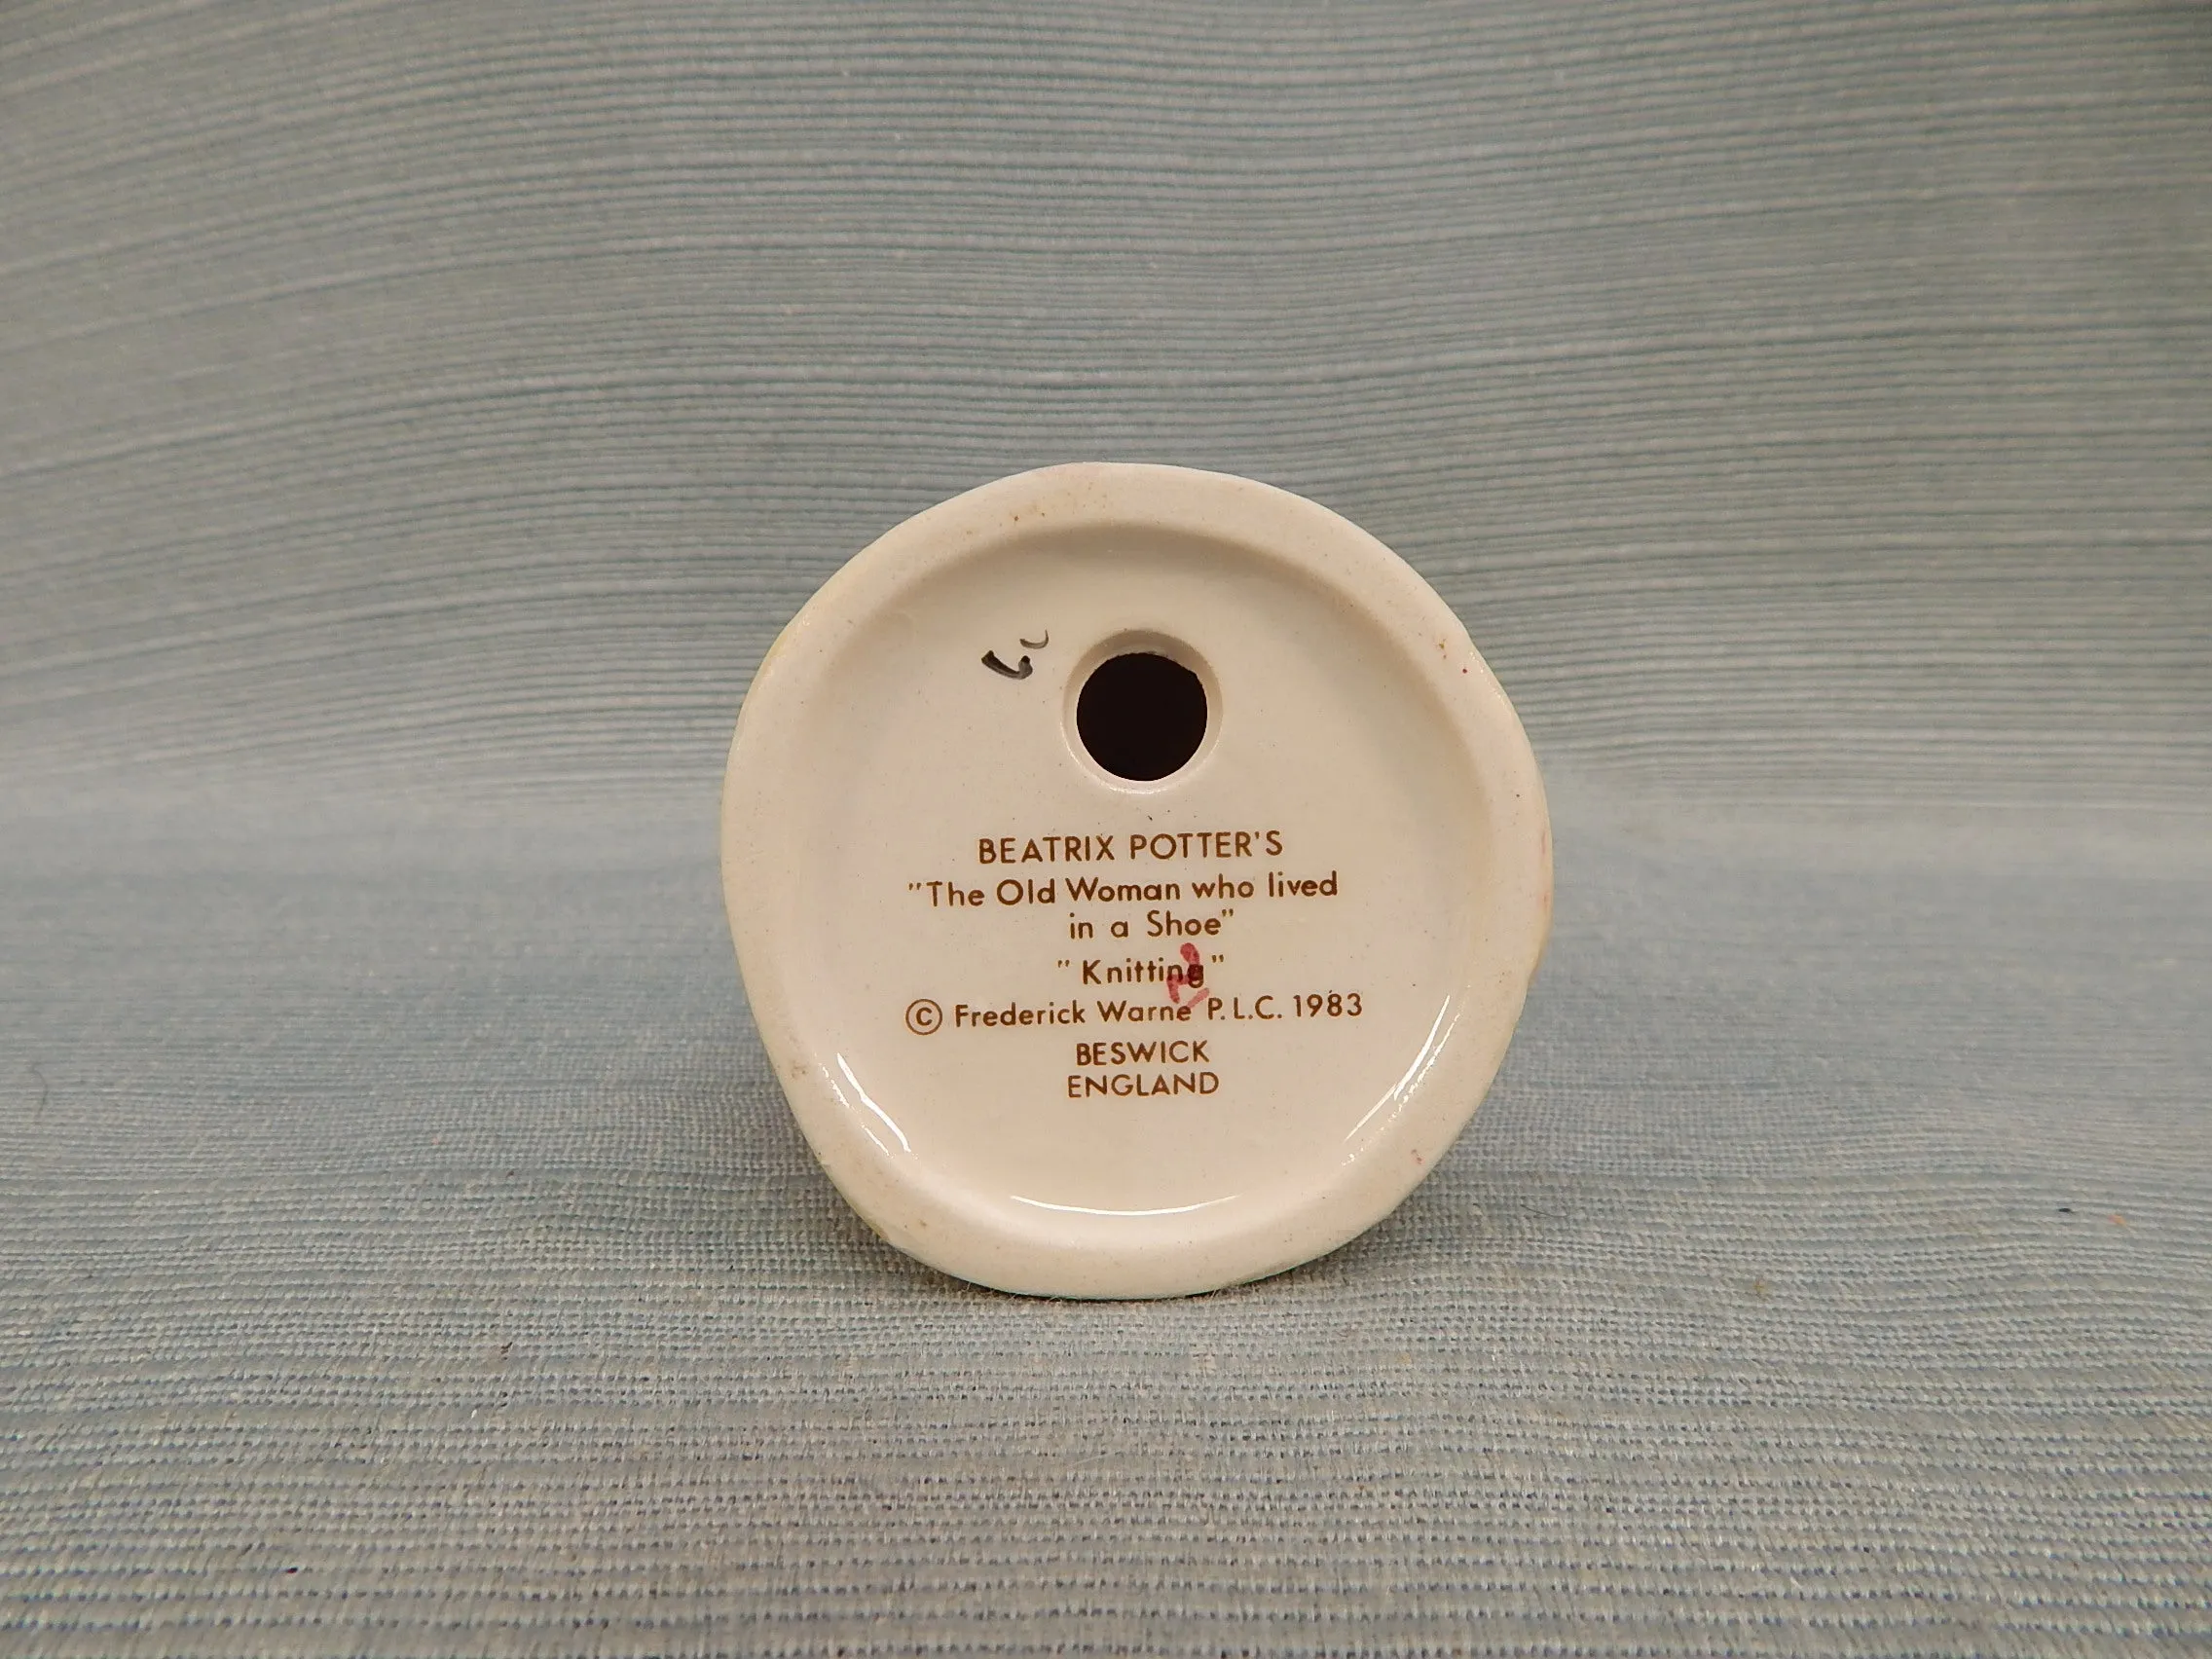 BEATRIX POTTER'S
"The Old Woman who lived
in a Shoe"
"Knitting"
© Frederick Warne P.L.C. 1983
BESWICK
ENGLAND